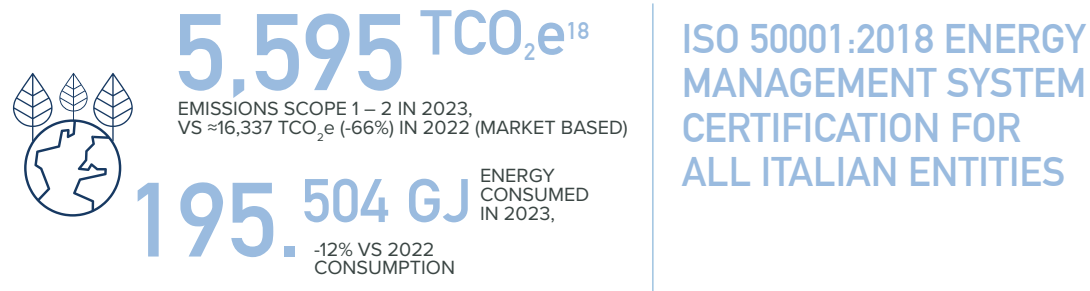 5,595 TCO₂e¹⁸
EMISSIONS SCOPE 1 – 2 IN 2023,
VS ≈16,337 TCO₂e (-66%) IN 2022 (MARKET BASED)
195. 504 GJ ENERGY
CONSUMED
IN 2023,
-12% VS 2022
CONSUMPTION
ISO 50001:2018 ENERGY
MANAGEMENT SYSTEM
CERTIFICATION FOR
ALL ITALIAN ENTITIES